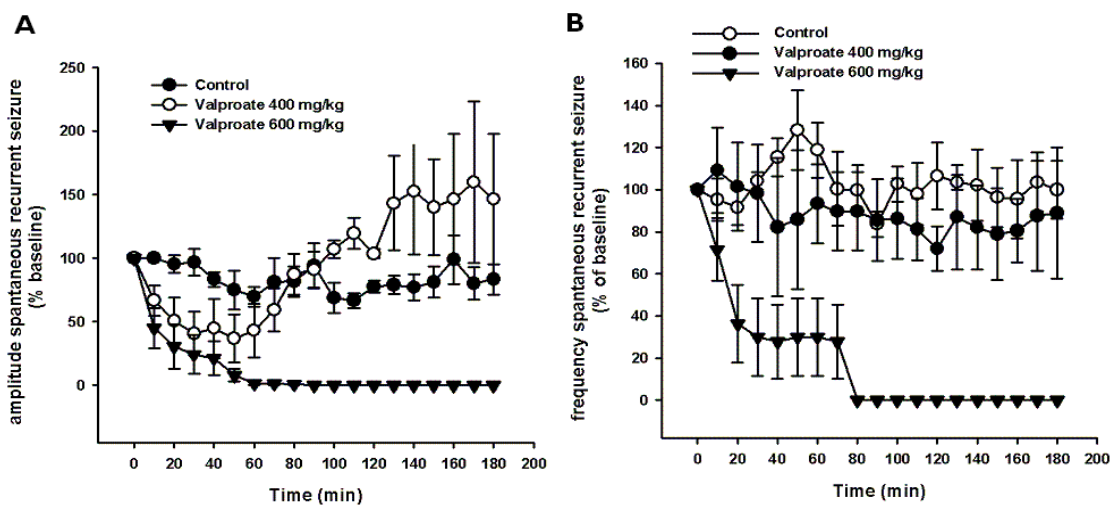 A
amplitude spantaneous recurrent seizure
(% baseline)
250
200
150
100
50
0
Control
Valproate 400 mg/kg
Valproate 600 mg/kg
0 20 40 60 80 100 120 140 160 180 200
Time (min)
B
frequency spantaneous recurrent seizure
(% of baseline)
160
140
120
100
80
60
40
20
0
Control
Valproate 400 mg/kg
Valproate 600 mg/kg
0 20 40 60 80 100 120 140 160 180 200
Time (min)